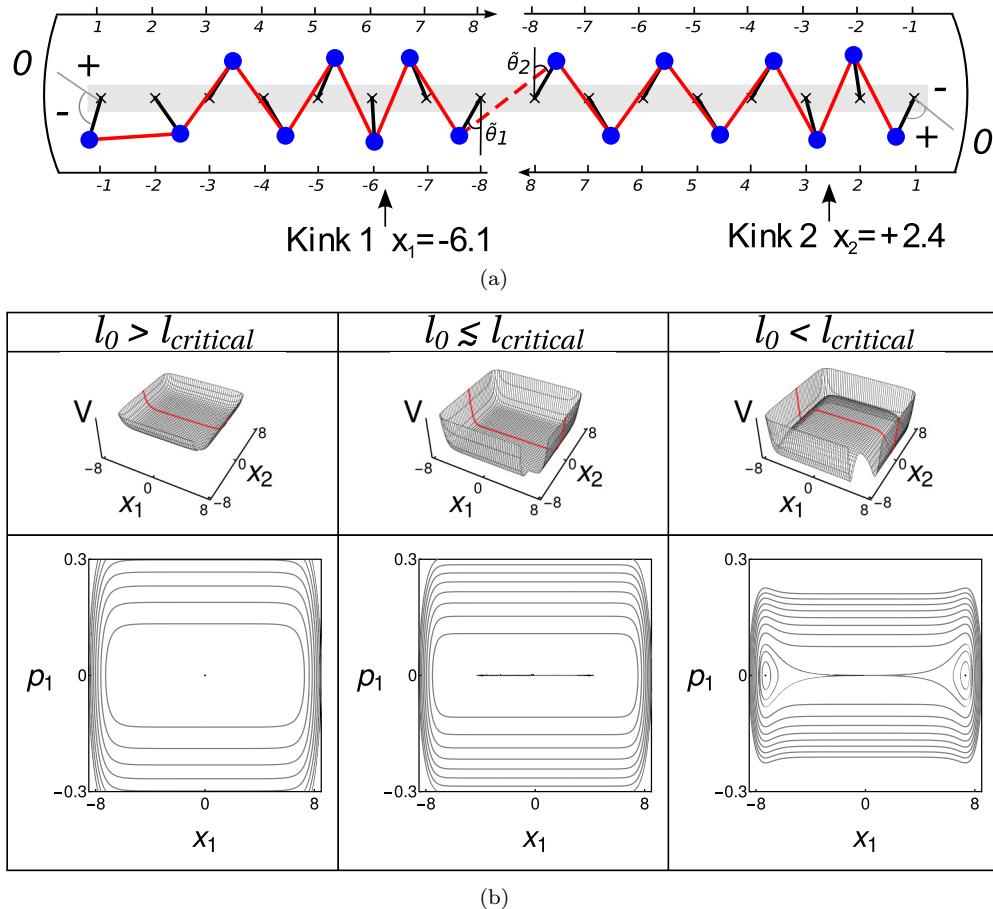 1 2 3 4 5 6 7 8 -8 -7 -6 -5 -4 -3 -2 -1
0 + - θ̃₂ θ̃₁ - + 0
-1 -2 -3 -4 -5 -6 -7 -8 8 7 6 5 4 3 2 1
Kink 1 x₁=-6.1 Kink 2 x₂=+2.4
(a)
l₀ > l_critical l₀ ≲ l_critical l₀ < l_critical
V -8 0 8 x₁ -8 0 8 x₂
V -8 0 8 x₁ -8 0 8 x₂
V -8 0 8 x₁ -8 0 8 x₂
0.3 p₁ 0 -0.3 -8 0 8 x₁
0.3 p₁ 0 -0.3 -8 0 8 x₁
0.3 p₁ 0 -0.3 -8 0 8 x₁
(b)